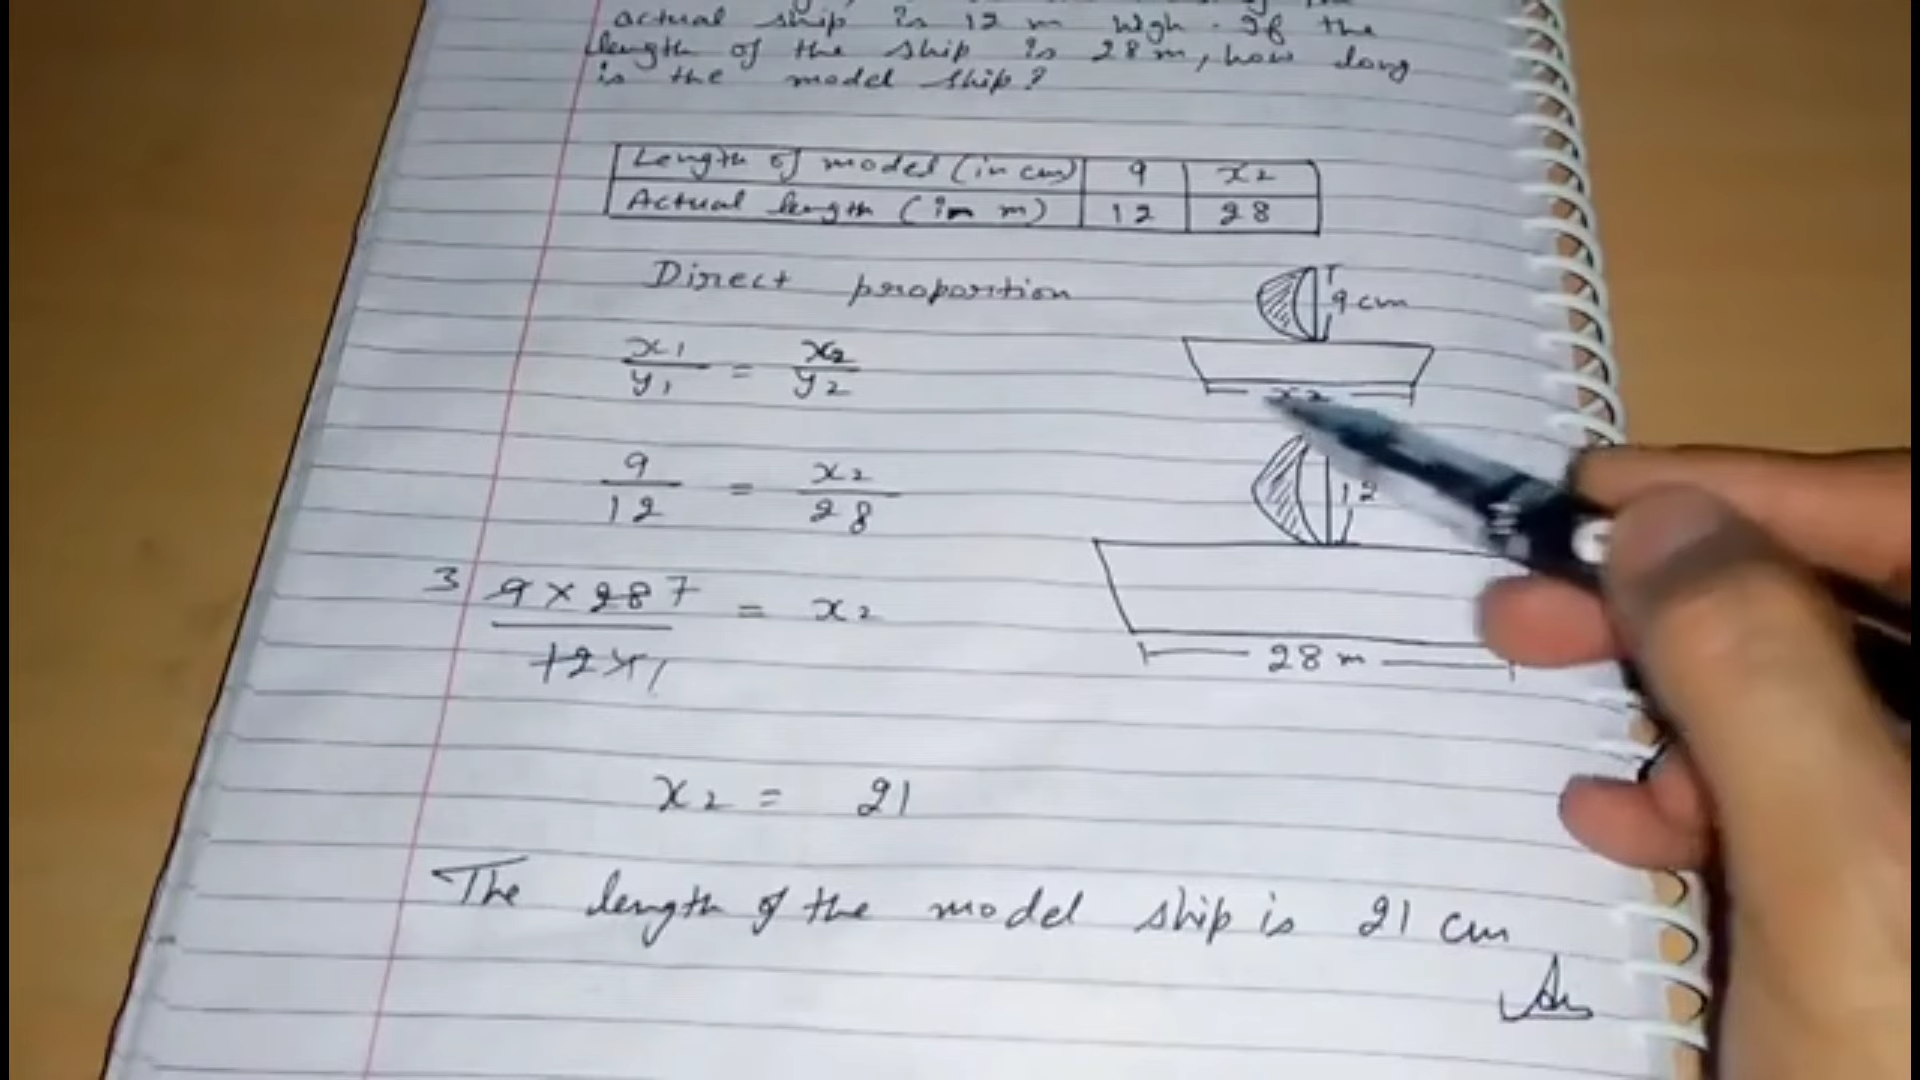 actual ship is 12 m high. If the
length of the ship is 28 m, how long
is the model ship?
Length of model (in cm) 9 x2
Actual length (in m) 12 28
Direct proportion
9 cm
x1/y1 = x2/y2
x2
9/12 = x2/28
12
3 9 × 28 7 / 12 × 1 = x2
28 m
x2 = 21
The length of the model ship is 21 cm